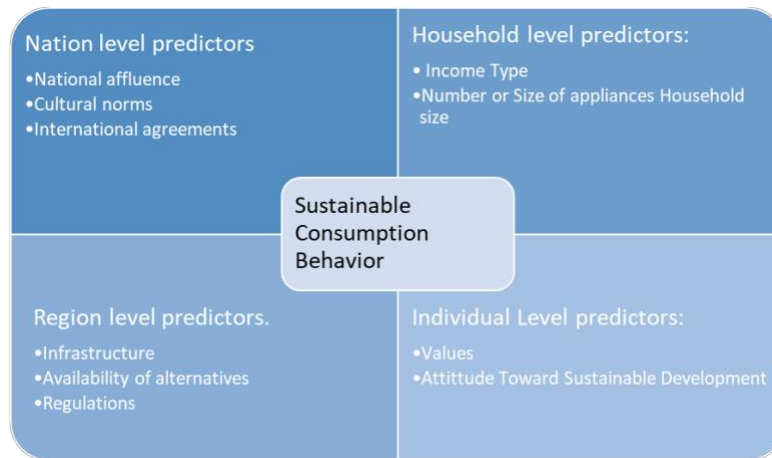 Nation level predictors
•National affluence
•Cultural norms
•International agreements
Household level predictors:
• Income Type
•Number or Size of appliances Household
size
Sustainable
Consumption
Behavior
Region level predictors.
•Infrastructure
•Availability of alternatives
•Regulations
Individual Level predictors:
•Values
•Attittude Toward Sustainable Development